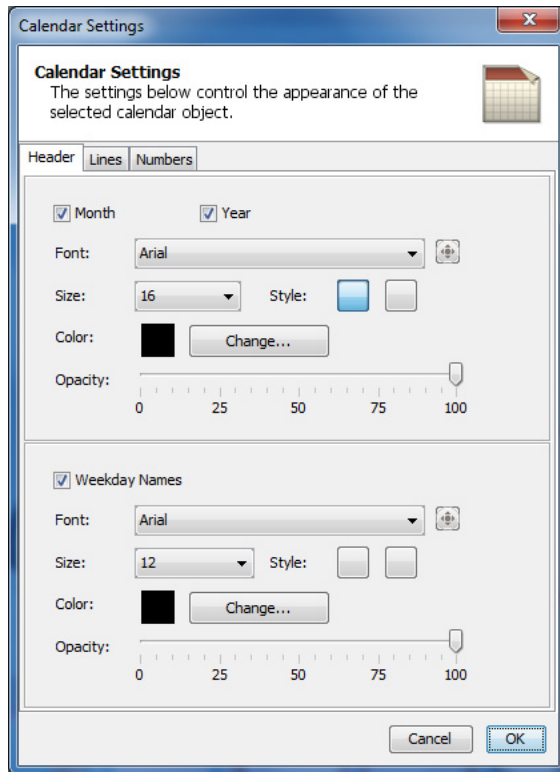 Calendar Settings
Calendar Settings
The settings below control the appearance of the
selected calendar object.
Header Lines Numbers
Month Year
Font: Arial
Size: 16 Style:
Color: Change...
Opacity:
0 25 50 75 100
Weekday Names
Font: Arial
Size: 12 Style:
Color: Change...
Opacity:
0 25 50 75 100
Cancel OK